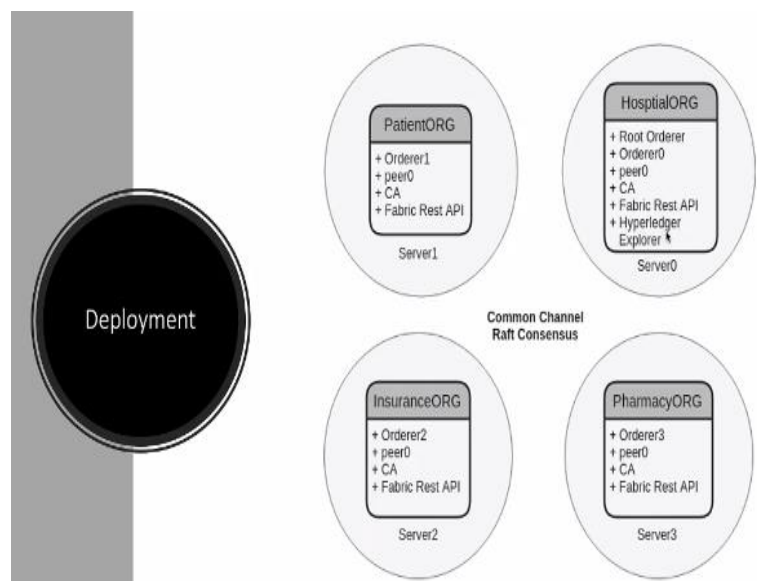 Deployment
PatientORG
+ Orderer1
+ peer0
+ CA
+ Fabric Rest API
Server1
HosptialORG
+ Root Orderer
+ Orderer0
+ peer0
+ CA
+ Fabric Rest API
+ Hyperledger
Explorer
Server0
Common Channel
Raft Consensus
InsuranceORG
+ Orderer2
+ peer0
+ CA
+ Fabric Rest API
Server2
PharmacyORG
+ Orderer3
+ peer0
+ CA
+ Fabric Rest API
Server3